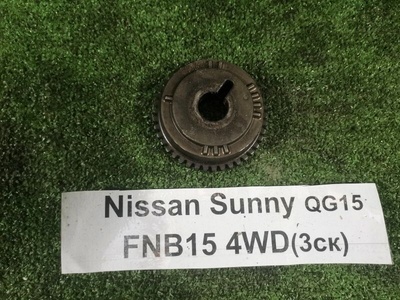 Nissan Sunny QG15
FNB15 4WD(3ск)